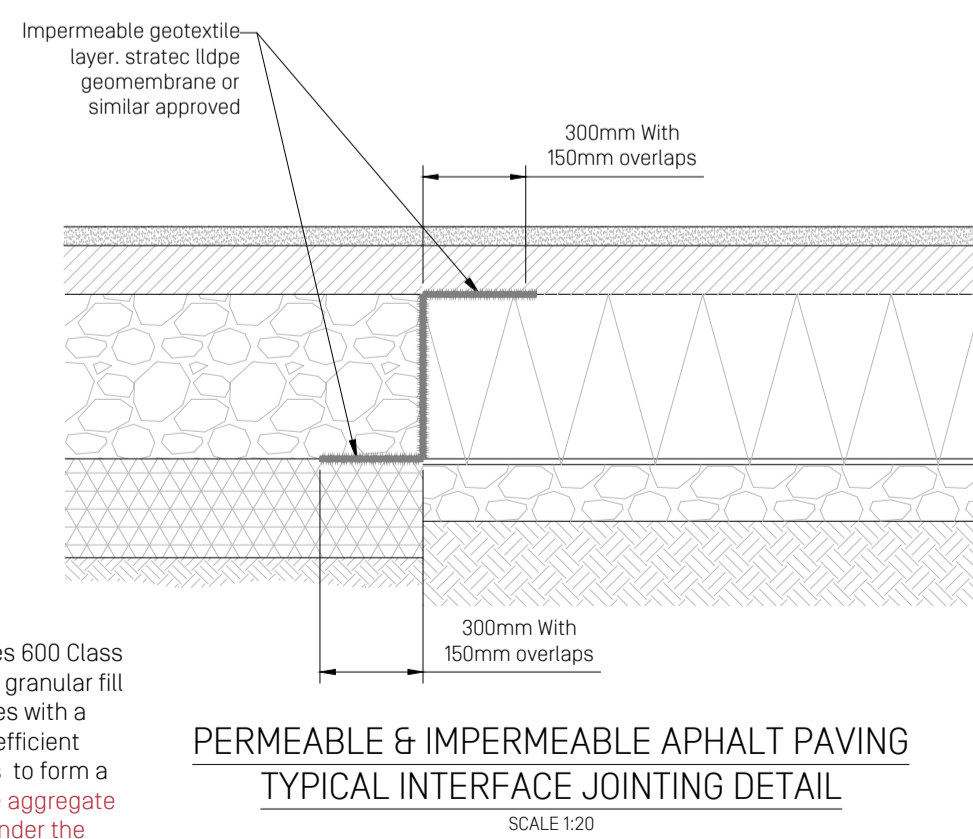 Impermeable geotextile
layer. stratec lldpe
geomembrane or
similar approved
300mm With
150mm overlaps
300mm With
150mm overlaps
es 600 Class
granular fill
es with a
efficient
to form a
aggregate
nder the
PERMEABLE & IMPERMEABLE APHALT PAVING
TYPICAL INTERFACE JOINTING DETAIL
SCALE 1:20